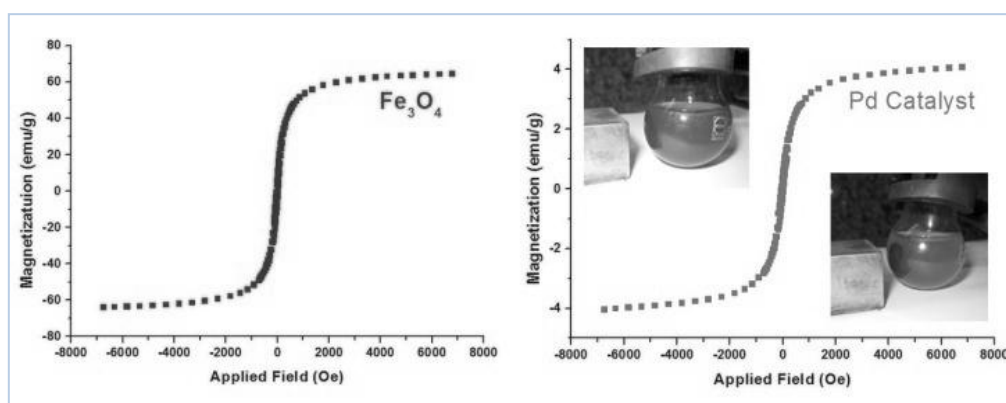 80
60
40
20
0
-20
-40
-60
-80
Magnetizatuion (emu/g)
Fe₃O₄
-8000 -6000 -4000 -2000 0 2000 4000 6000 8000
Applied Field (Oe)
4
2
0
-2
-4
Magnetization (emu/g)
Pd Catalyst
-8000 -6000 -4000 -2000 0 2000 4000 6000 8000
Applied Field (Oe)